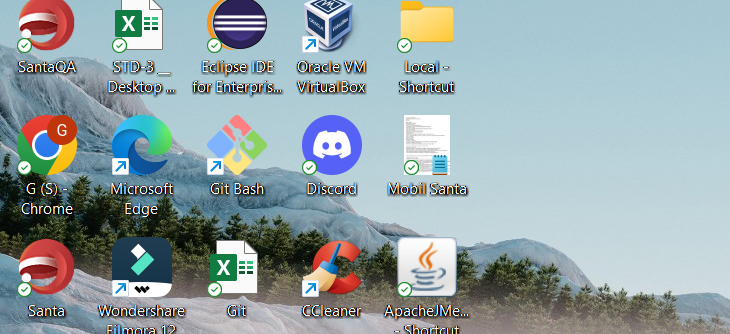 SantaQA
STD-3 __
Desktop ...
Eclipse IDE
for Enterpris...
Oracle VM
VirtualBox
Local -
Shortcut
G
G (S) -
Chrome
Microsoft
Edge
Git Bash
Discord
Mobil Santa
Santa
Wondershare
Filmora 12
Git
CCleaner
ApacheJMe...
- Shortcut